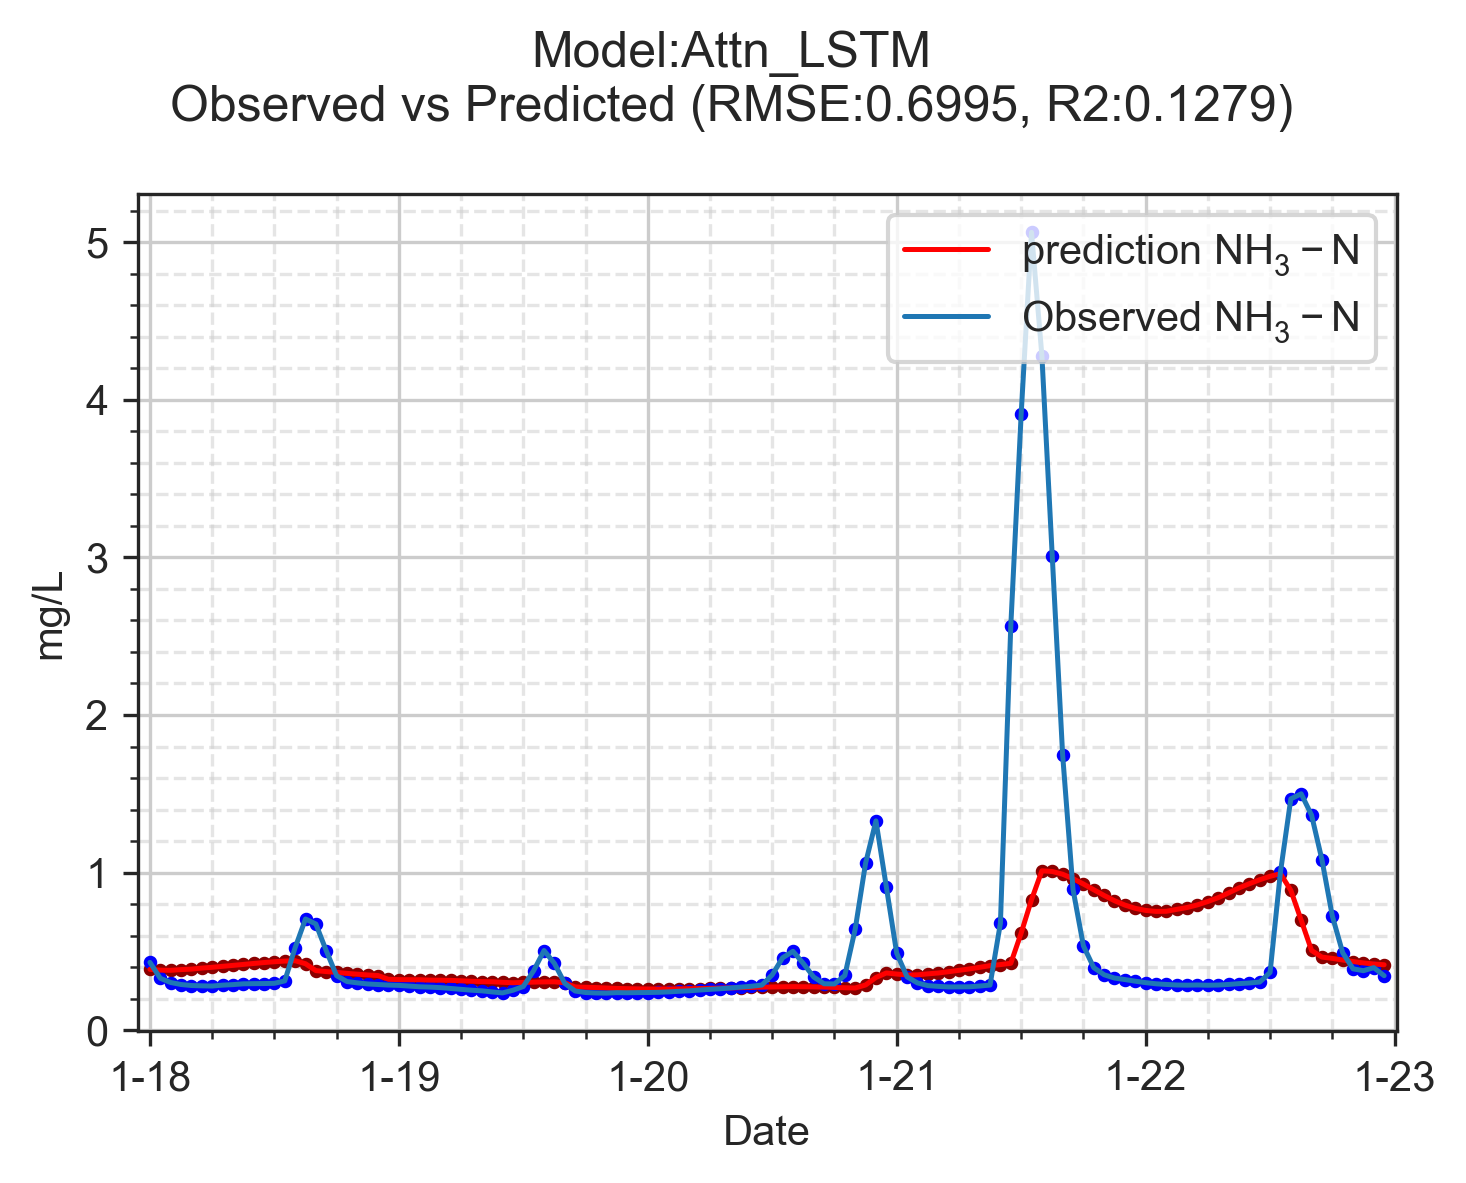 Model:Attn_LSTM
Observed vs Predicted (RMSE:0.6995, R2:0.1279)
prediction NH₃ − N
Observed NH₃ − N
5
4
3
2
1
0
mg/L
1-18 1-19 1-20 1-21 1-22 1-23
Date